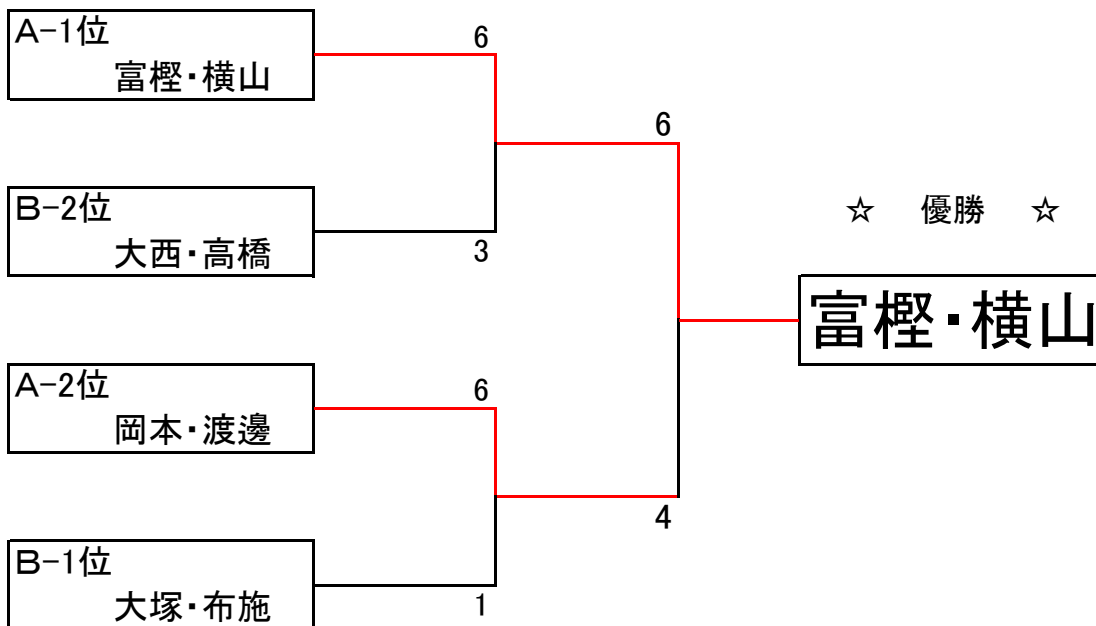 A-1位
富樫・横山
6
B-2位
大西・高橋
3
A-2位
岡本・渡邊
6
B-1位
大塚・布施
1
6
4
☆ 優勝 ☆
富樫・横山